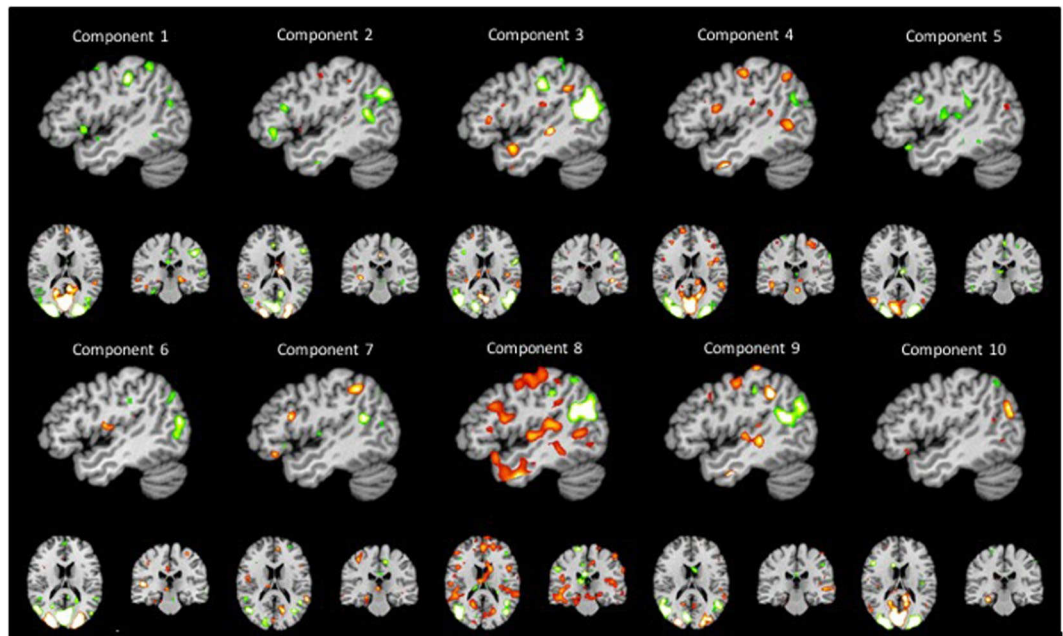 Component 1
Component 2
Component 3
Component 4
Component 5
Component 6
Component 7
Component 8
Component 9
Component 10